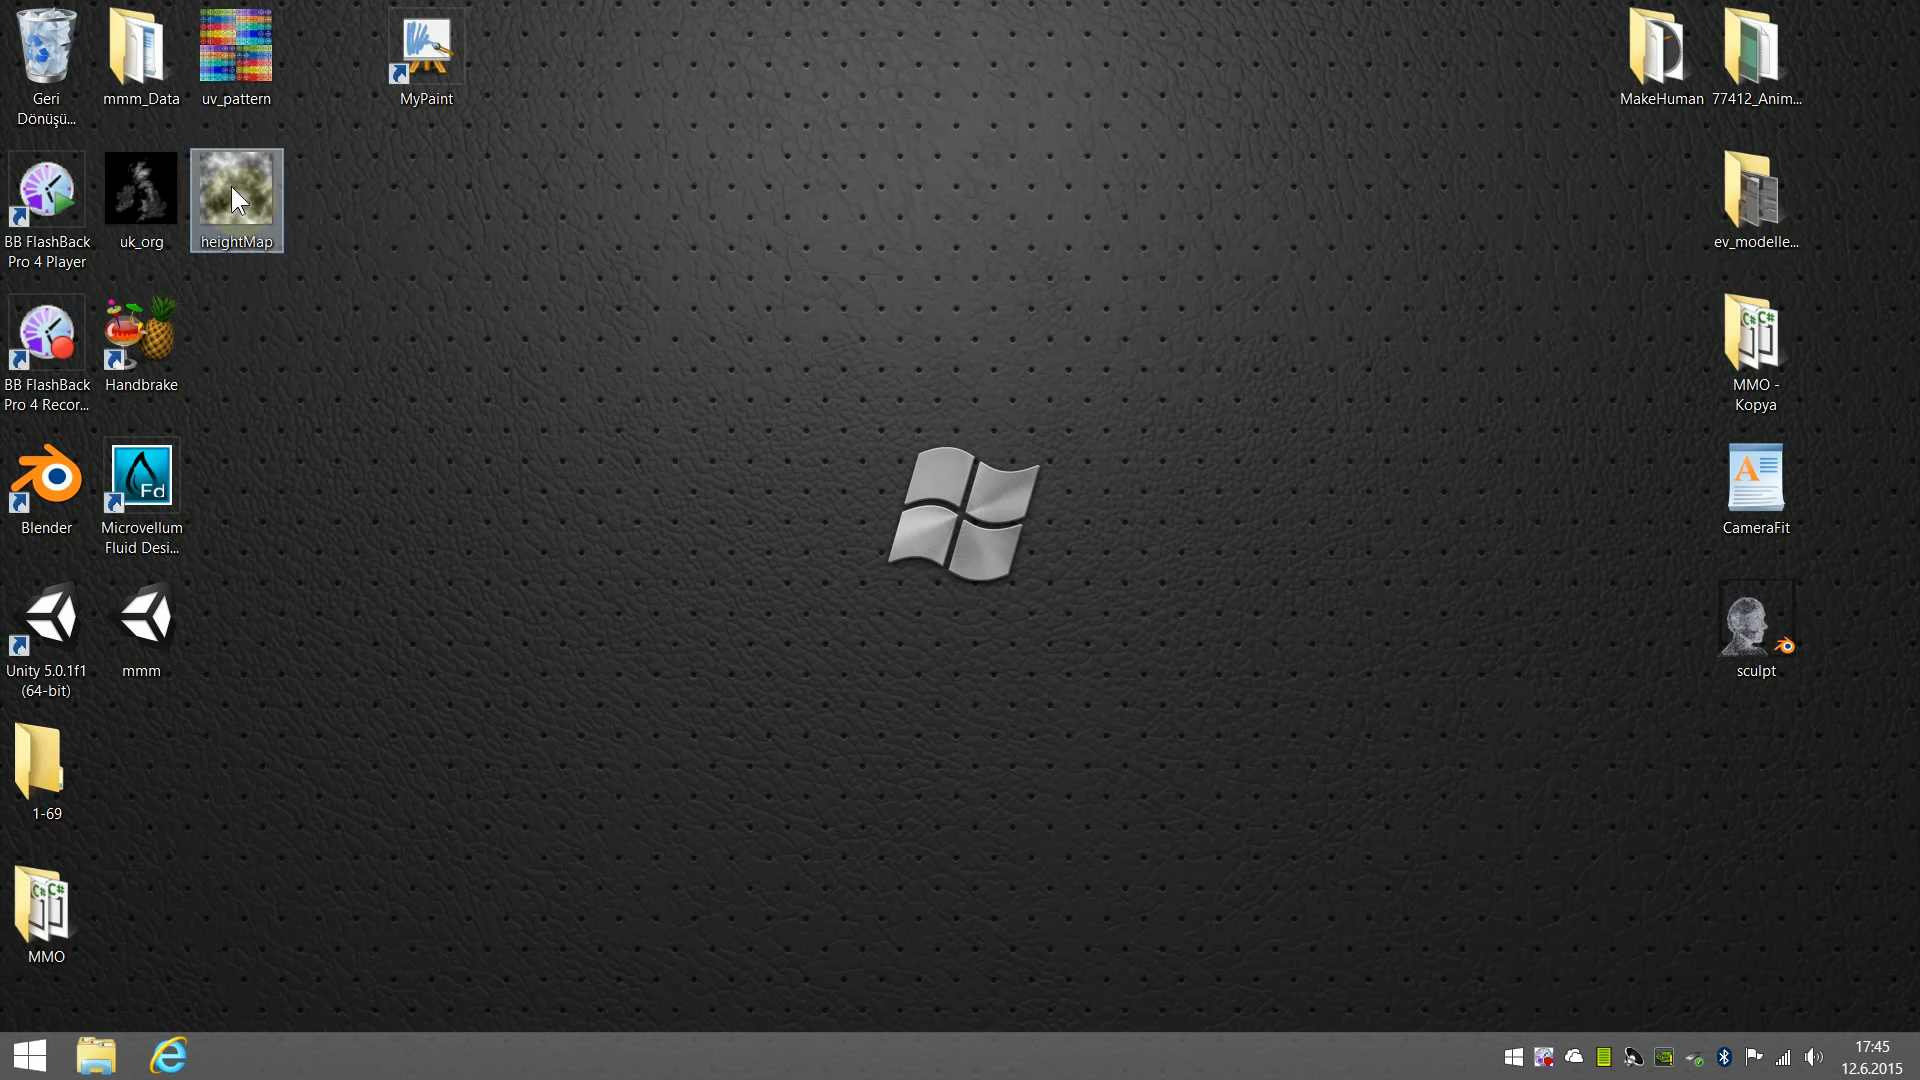 Geri
Dönüşü...
mmm_Data
uv_pattern
MyPaint
MakeHuman
77412_Anim...
BB FlashBack
Pro 4 Player
uk_org
heightMap
ev_modelle...
BB FlashBack
Pro 4 Recor...
Handbrake
MMO -
Kopya
Blender
Fd
Microvellum
Fluid Desi...
CameraFit
Unity 5.0.1f1
(64-bit)
mmm
sculpt
1-69
MMO
17:45
12.6.2015